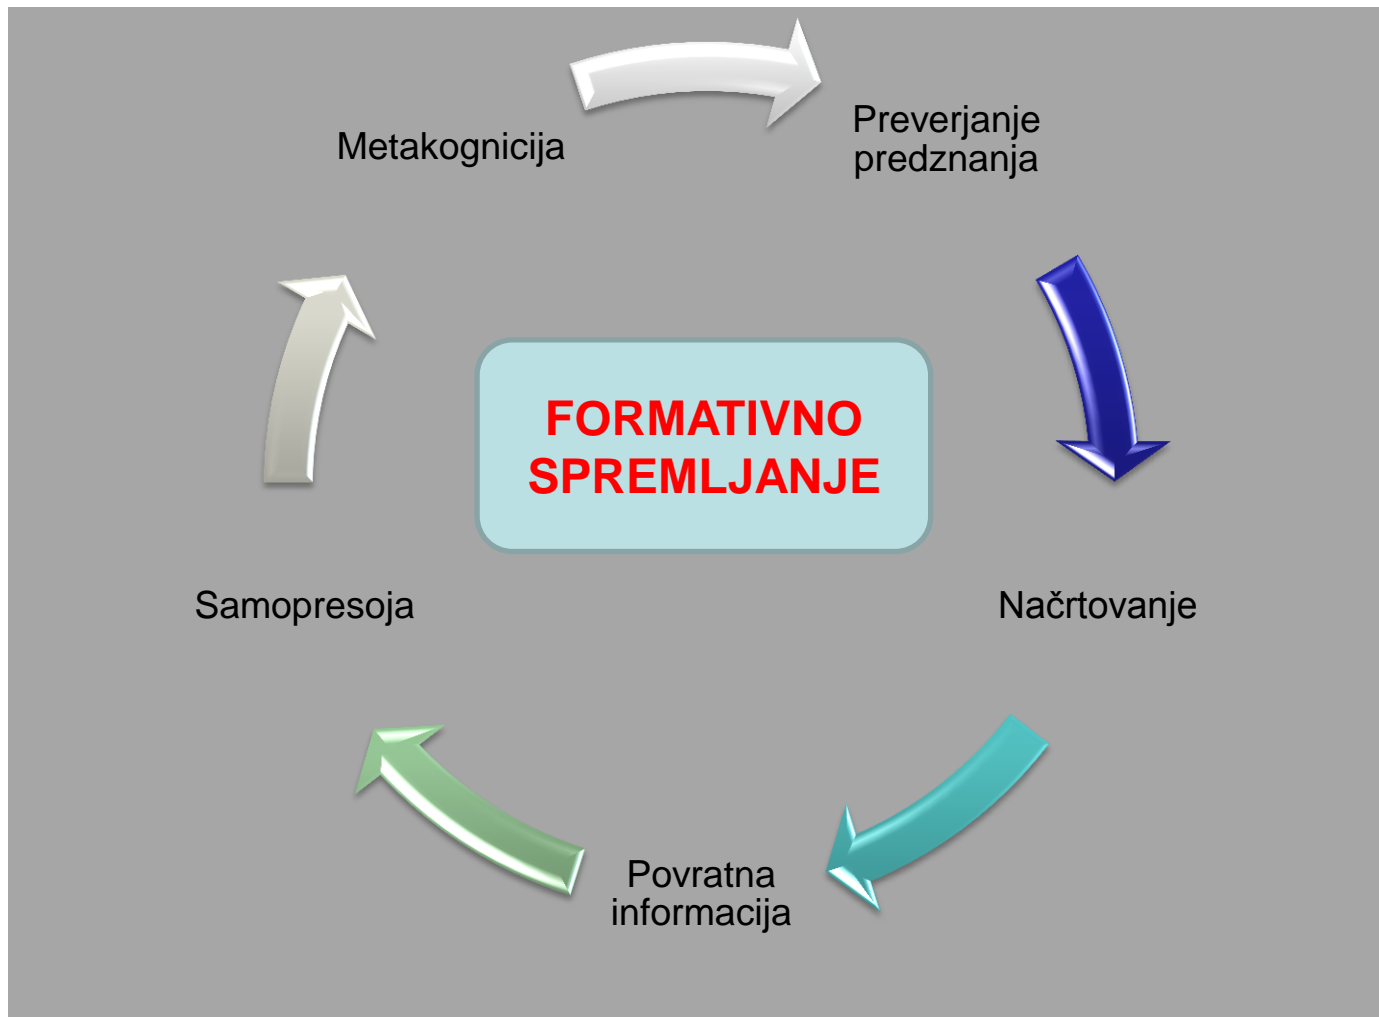 Metakognicija
Preverjanje
predznanja
FORMATIVNO
SPREMLJANJE
Samopresoja
Načrtovanje
Povratna
informacija